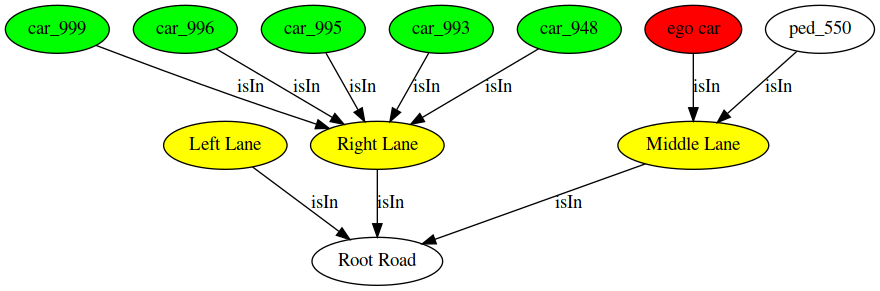 car_999 car_996 car_995 car_993 car_948 ego car ped_550
isIn isIn isIn isIn isIn isIn isIn
Left Lane Right Lane Middle Lane
isIn isIn isIn
Root Road